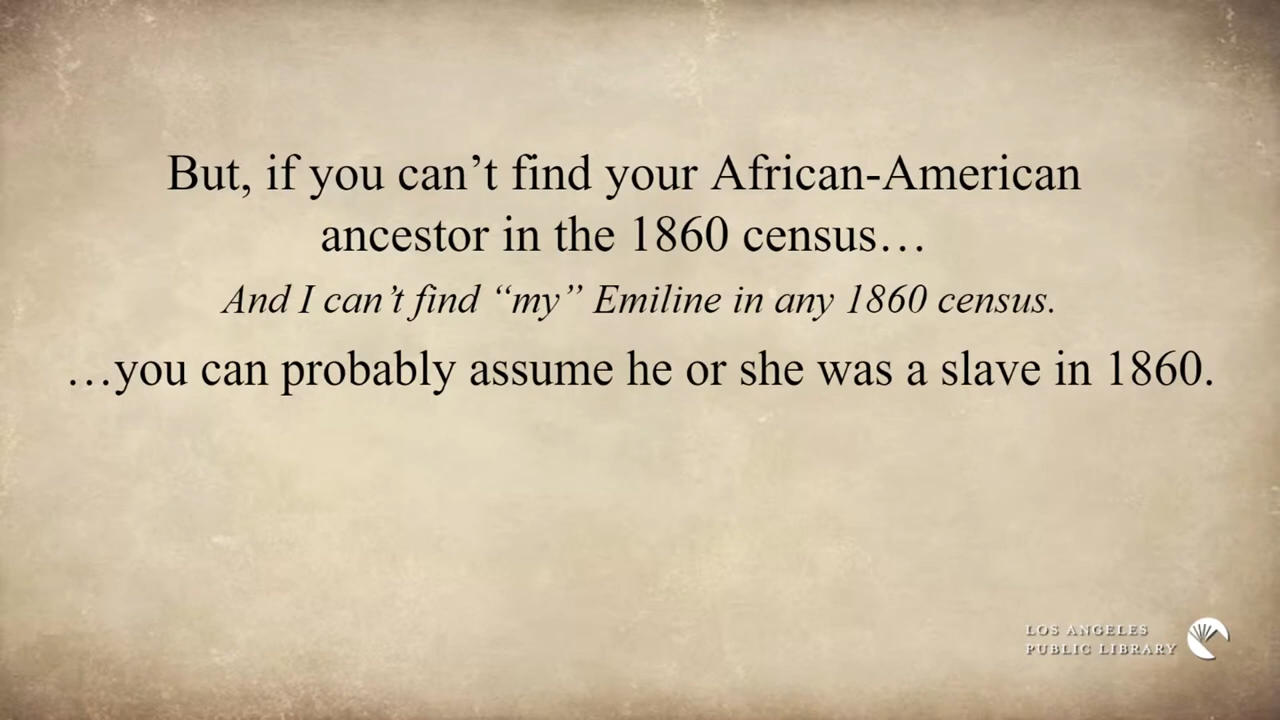 But, if you can’t find your African-American
ancestor in the 1860 census…
And I can’t find “my” Emiline in any 1860 census.
…you can probably assume he or she was a slave in 1860.
LOS ANGELES
PUBLIC LIBRARY